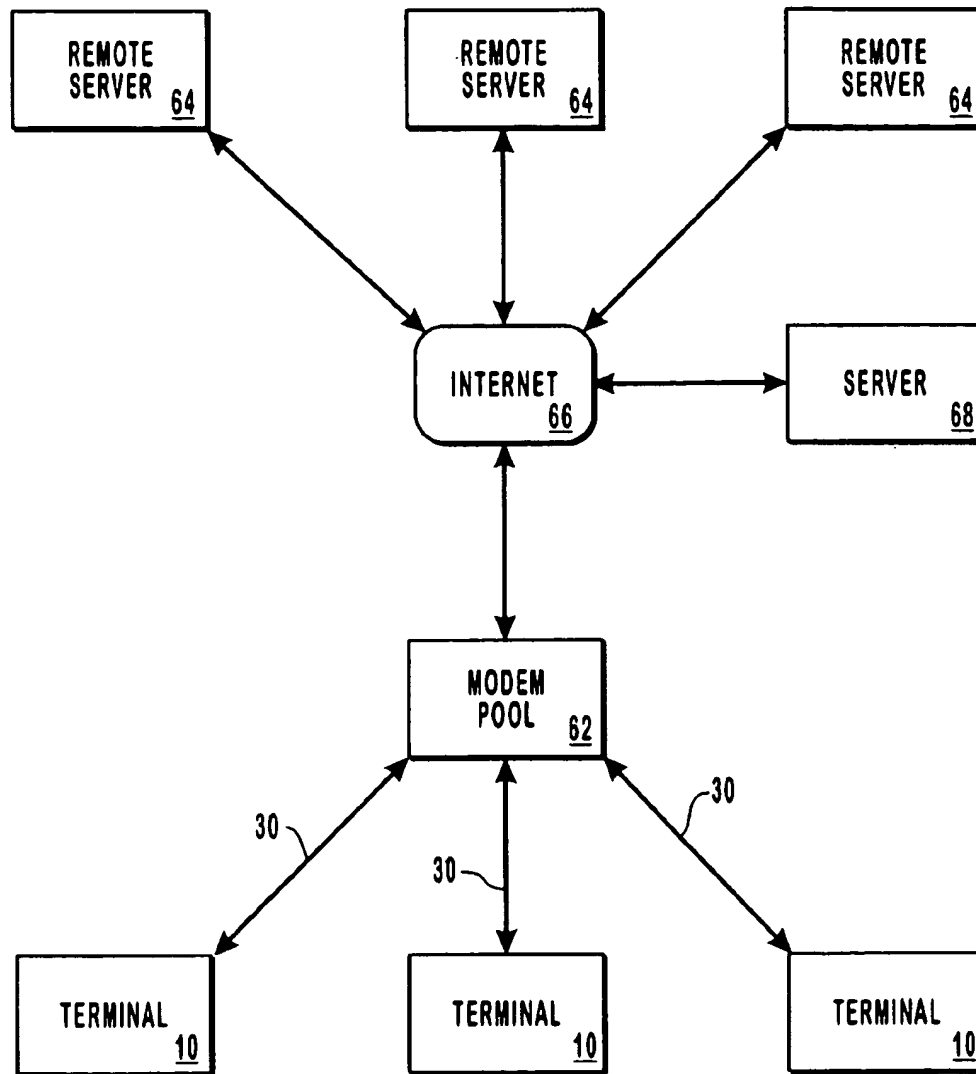 REMOTE
SERVER
64
REMOTE
SERVER
64
REMOTE
SERVER
64
INTERNET
66
SERVER
68
MODEM
POOL
62
30
30
30
TERMINAL
10
TERMINAL
10
TERMINAL
10